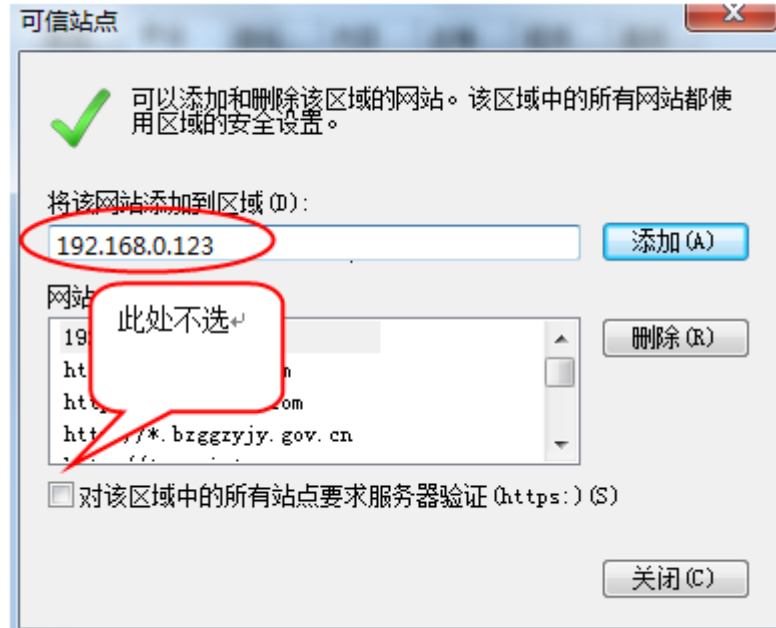 可信站点
可以添加和删除该区域的网站。该区域中的所有网站都使
用区域的安全设置。
将该网站添加到区域(D):
192.168.0.123
添加(A)
网站
此处不选
删除(R)
http://*.bzggzyjy.gov.cn
对该区域中的所有站点要求服务器验证(https:)(S)
关闭(C)